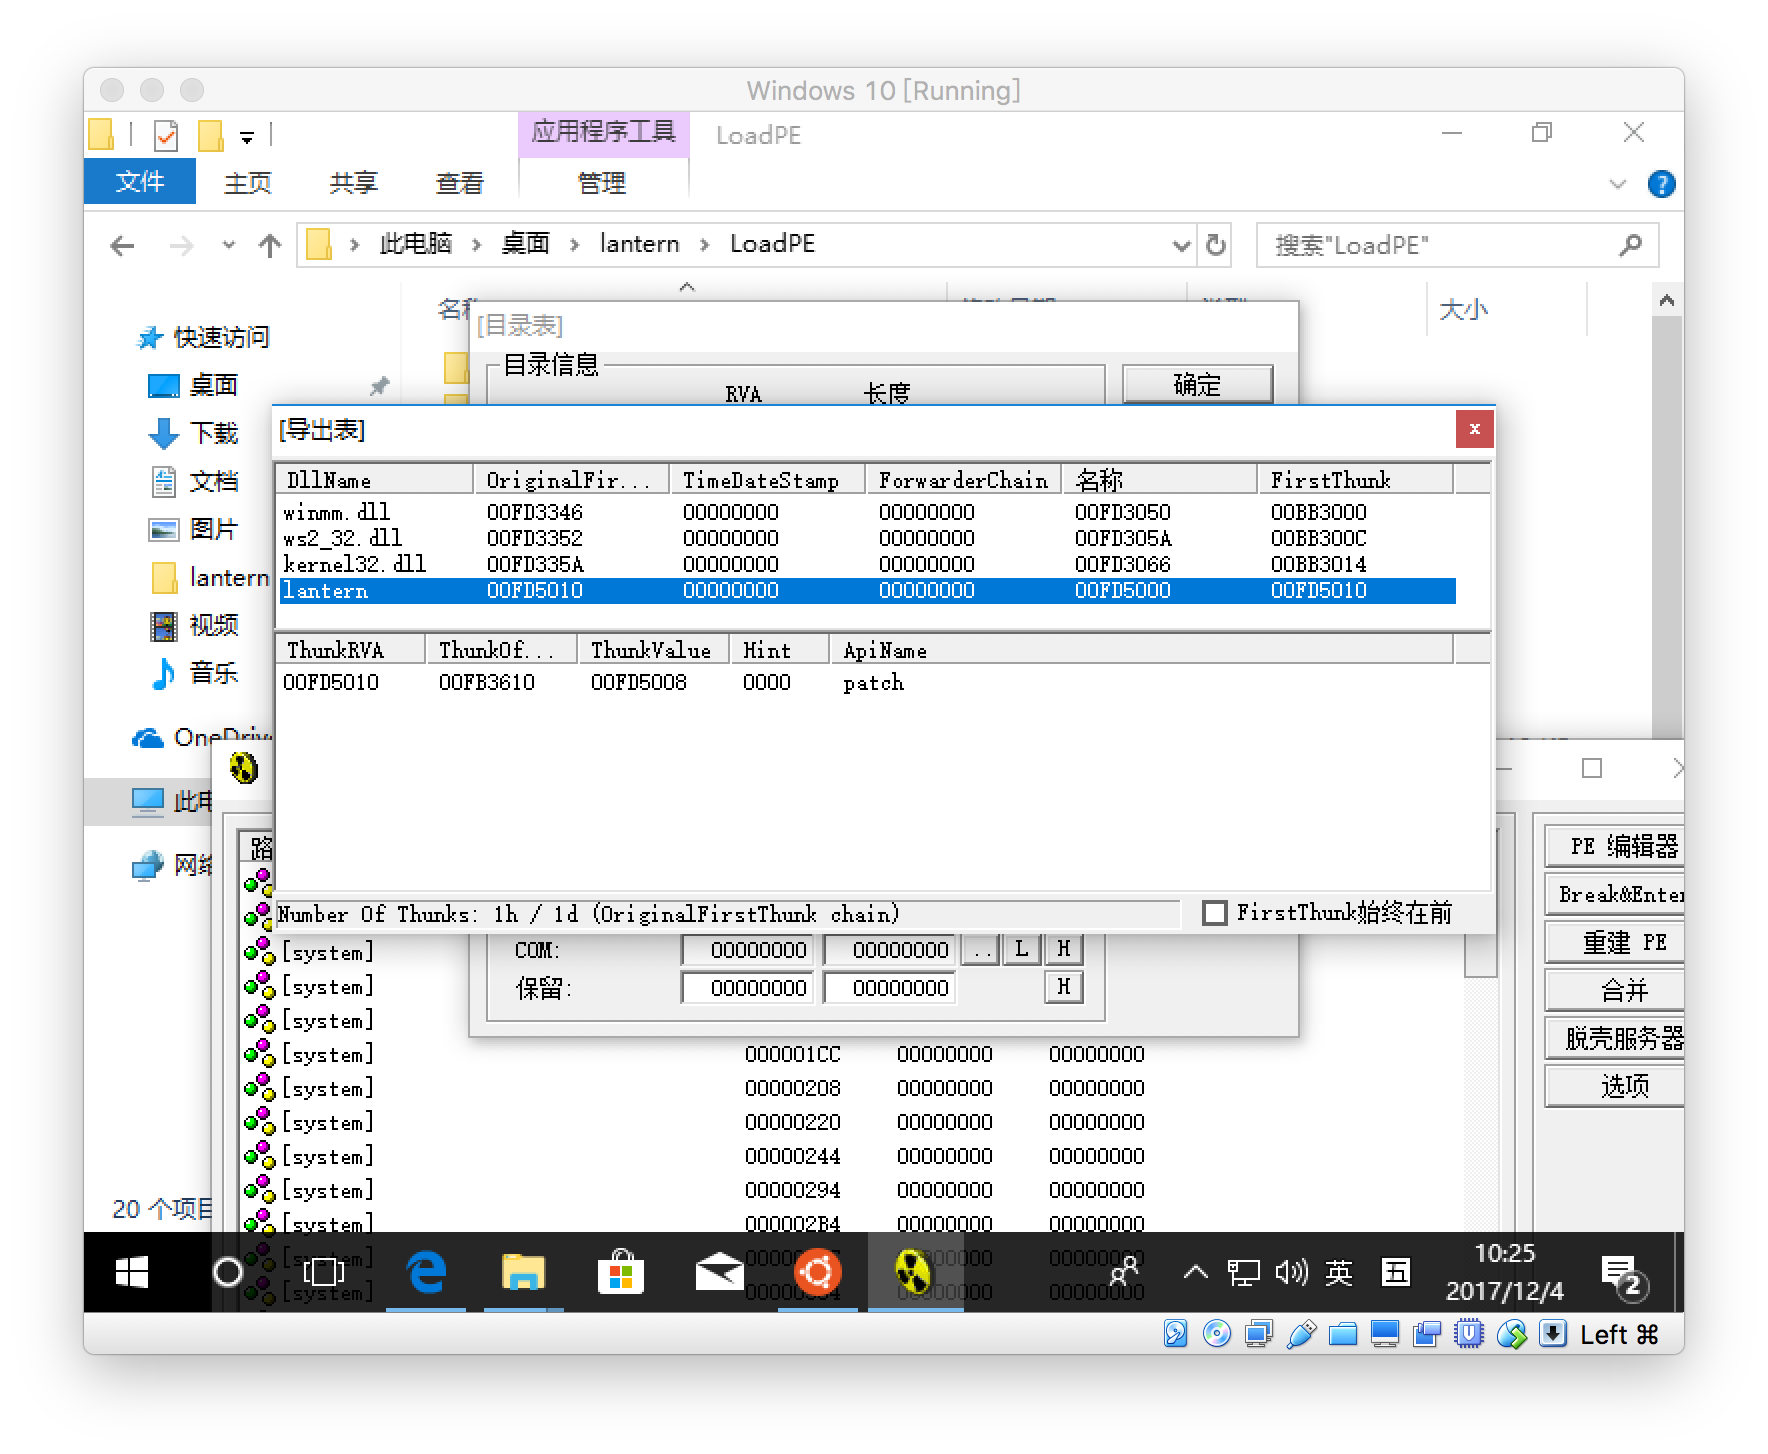 Windows 10 [Running]
应用程序工具
LoadPE
文件
主页
共享
查看
管理
此电脑 › 桌面 › lantern › LoadPE
搜索"LoadPE"
大小
快速访问
桌面
下载
文档
图片
lantern
视频
音乐
OneDrive
20 个项目
[目录表]
目录信息
RVA
长度
确定
[导出表]
DllName OriginalFir... TimeDateStamp ForwarderChain 名称 FirstThunk
winmm.dll 00FD3346 00000000 00000000 00FD3050 00BB3000
ws2_32.dll 00FD3352 00000000 00000000 00FD305A 00BB300C
kernel32.dll 00FD335A 00000000 00000000 00FD3066 00BB3014
lantern 00FD5010 00000000 00000000 00FD5000 00FD5010
ThunkRVA ThunkOf... ThunkValue Hint ApiName
00FD5010 00FB3610 00FD5008 0000 patch
Number Of Thunks: 1h / 1d (OriginalFirstThunk chain)
FirstThunk始终在前
COM: 00000000 00000000 .. L H
保留: 00000000 00000000 H
[system]
[system]
[system]
[system] 000001CC 00000000 00000000
[system] 00000208 00000000 00000000
[system] 00000220 00000000 00000000
[system] 00000244 00000000 00000000
[system] 00000294 00000000 00000000
[system] 000002B4 00000000 00000000
PE 编辑器
Break&Enter
重建 PE
合并
脱壳服务器
选项
英
五
10:25
2017/12/4
2
Left ⌘